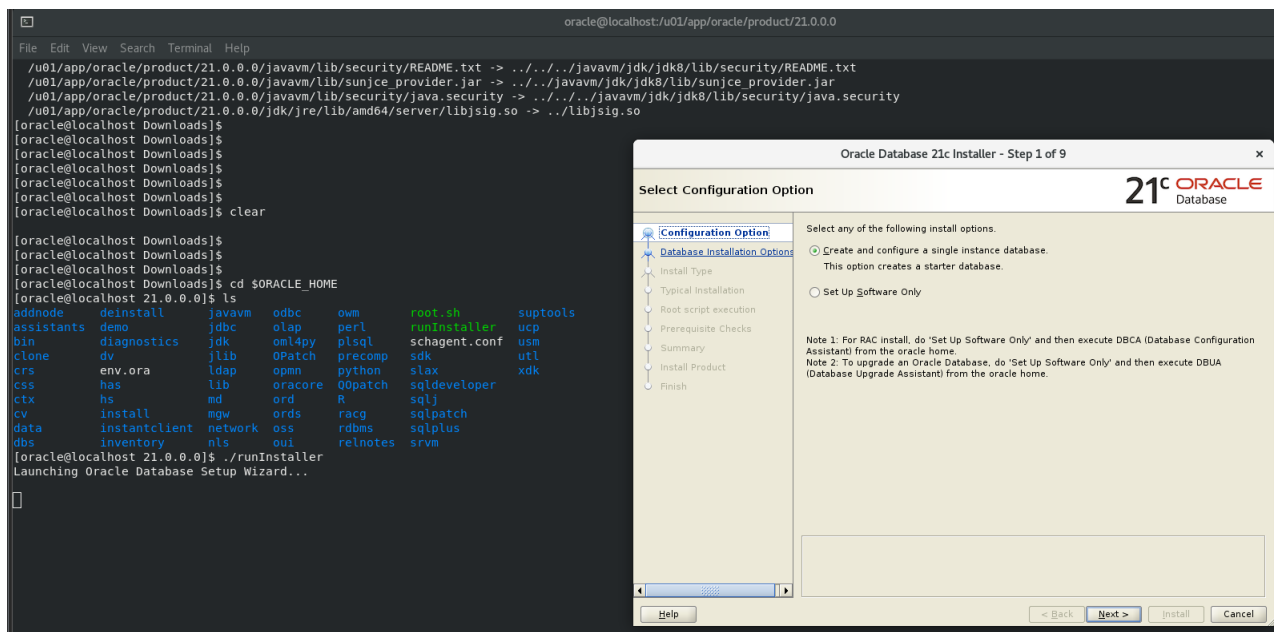 oracle@localhost:/u01/app/oracle/product/21.0.0.0
File Edit View Search Terminal Help
/u01/app/oracle/product/21.0.0.0/javavm/lib/security/README.txt -> ../../../javavm/jdk/jdk8/lib/security/README.txt
/u01/app/oracle/product/21.0.0.0/javavm/lib/sunjce_provider.jar -> ../../javavm/jdk/jdk8/lib/sunjce_provider.jar
/u01/app/oracle/product/21.0.0.0/javavm/lib/security/java.security -> ../../../javavm/jdk/jdk8/lib/security/java.security
/u01/app/oracle/product/21.0.0.0/jdk/jre/lib/amd64/server/libjsig.so -> ../libjsig.so
[oracle@localhost Downloads]$
[oracle@localhost Downloads]$
[oracle@localhost Downloads]$
[oracle@localhost Downloads]$
[oracle@localhost Downloads]$
[oracle@localhost Downloads]$
[oracle@localhost Downloads]$ clear
[oracle@localhost Downloads]$
[oracle@localhost Downloads]$
[oracle@localhost Downloads]$
[oracle@localhost Downloads]$ cd $ORACLE_HOME
[oracle@localhost 21.0.0.0]$ ls
addnode deinstall javavm odbc owm root.sh suptools
assistants demo jdbc olap perl runInstaller ucp
bin diagnostics jdk oml4py plsql schagent.conf usm
clone dv jlib OPatch precomp sdk utl
crs env.ora ldap opmn python slax xdk
css has lib oracore QOpatch sqldeveloper
ctx hs md ord R sqlj
cv install mgw ords racg sqlpatch
data instantclient network oss rdbms sqlplus
dbs inventory nls oui relnotes srvm
[oracle@localhost 21.0.0.0]$ ./runInstaller
Launching Oracle Database Setup Wizard...
Oracle Database 21c Installer - Step 1 of 9
Select Configuration Option
21c ORACLE
Database
Configuration Option
Database Installation Options
Install Type
Typical Installation
Root script execution
Prerequisite Checks
Summary
Install Product
Finish
Select any of the following install options.
Create and configure a single instance database.
This option creates a starter database.
Set Up Software Only
Note 1: For RAC install, do 'Set Up Software Only' and then execute DBCA (Database Configuration
Assistant) from the oracle home.
Note 2: To upgrade an Oracle Database, do 'Set Up Software Only' and then execute DBUA
(Database Upgrade Assistant) from the oracle home.
Help
< Back Next > Install Cancel